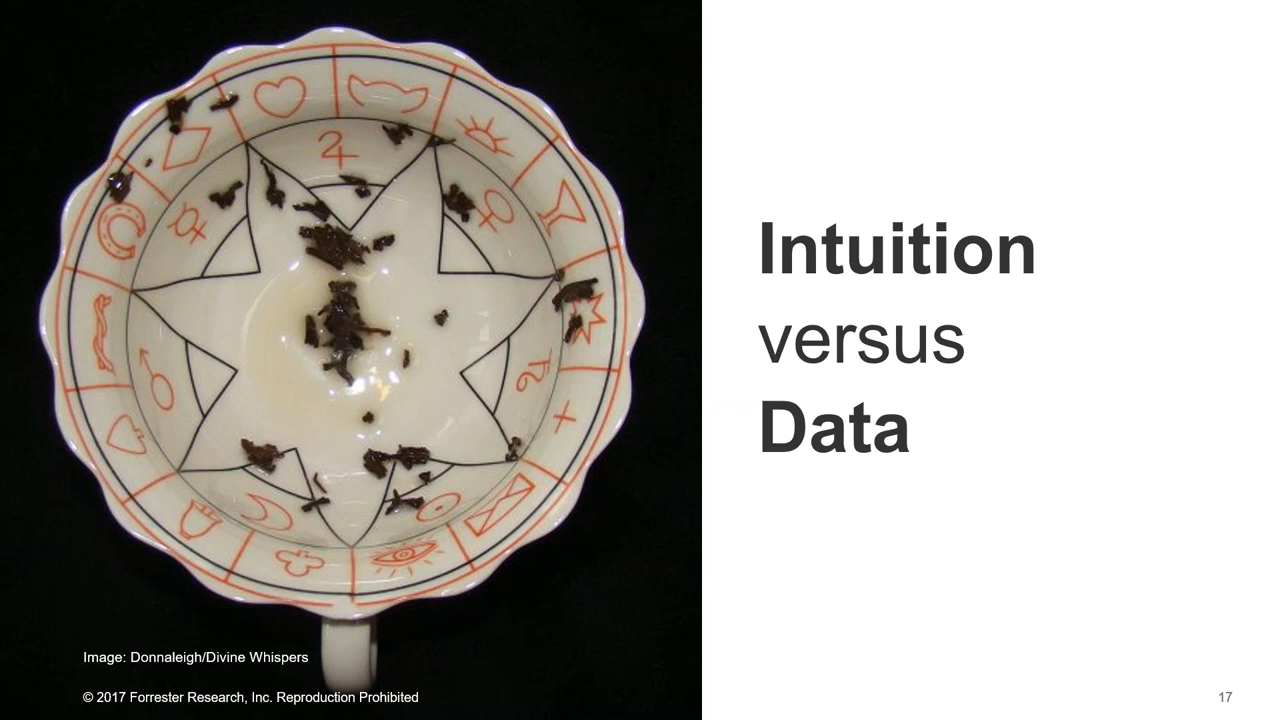 Intuition
versus
Data
Image: Donnaleigh/Divine Whispers
© 2017 Forrester Research, Inc. Reproduction Prohibited
17